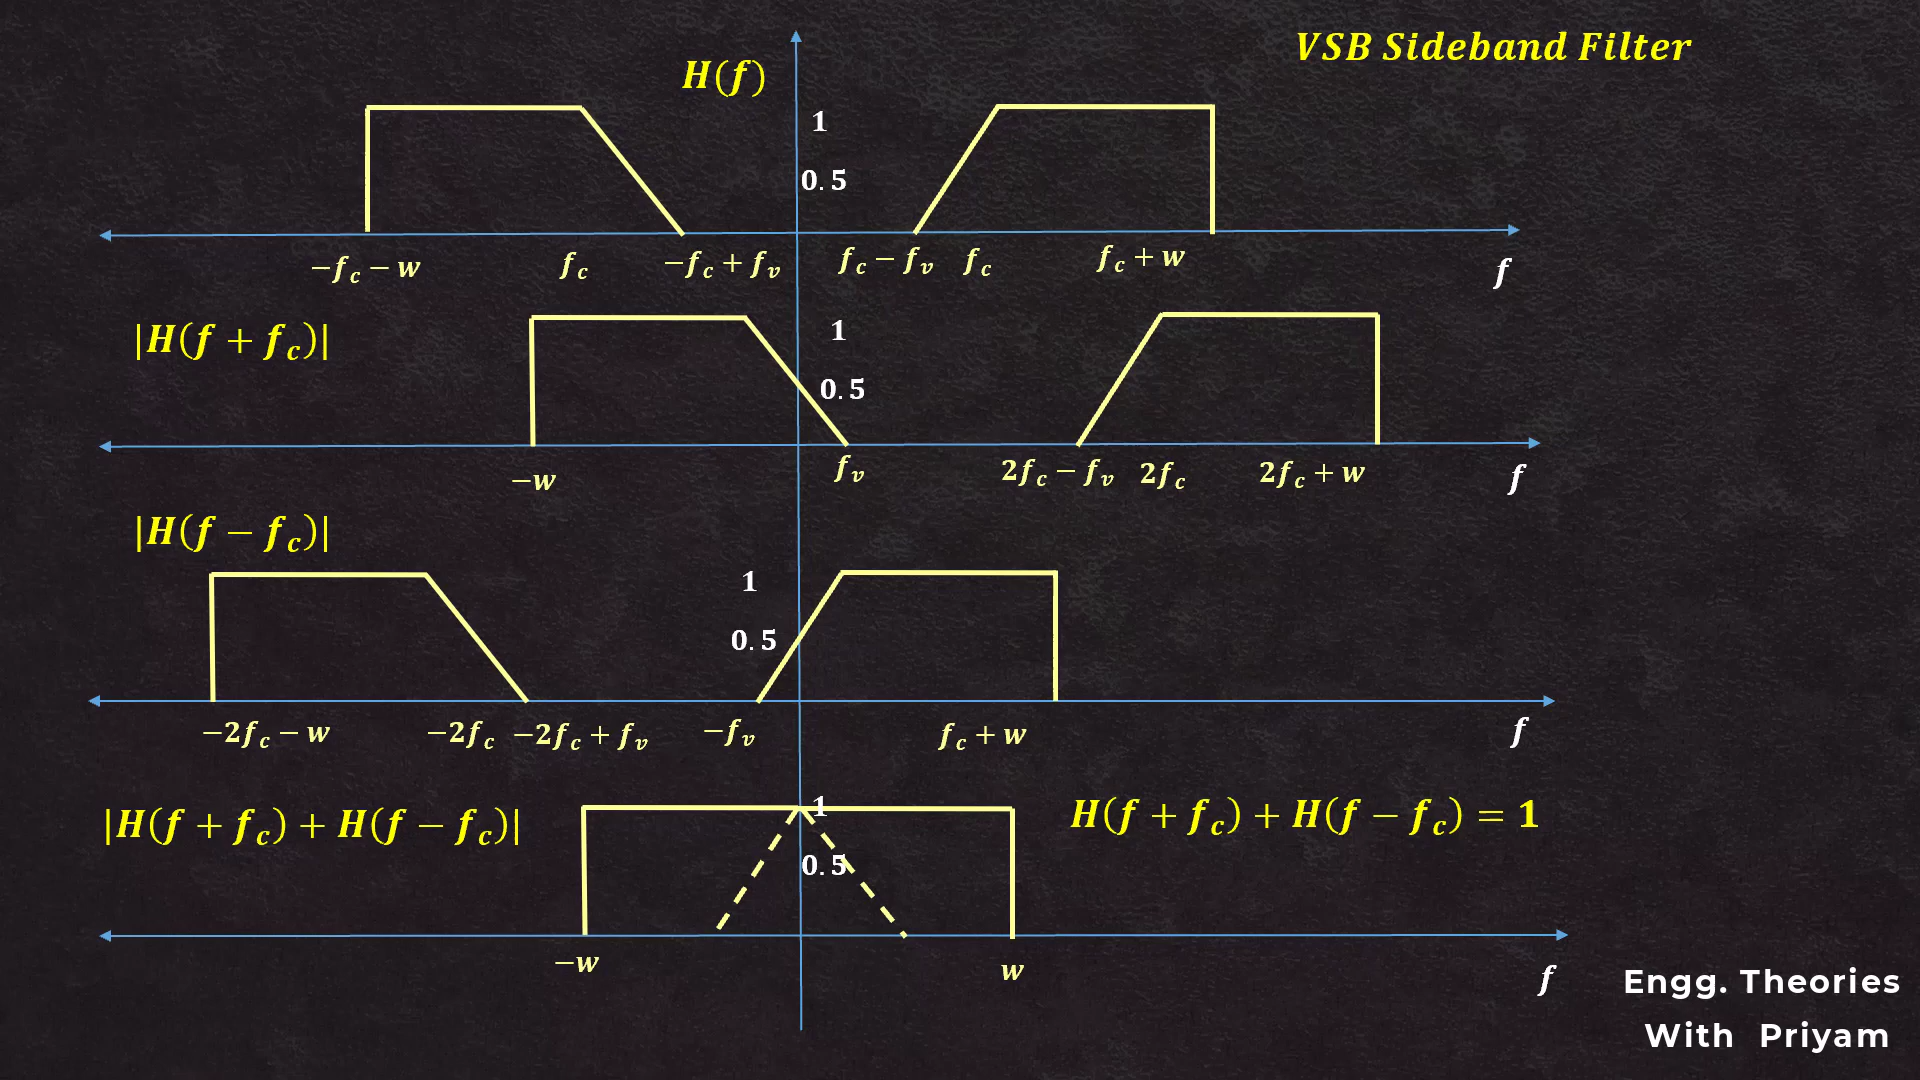 VSB Sideband Filter
H(f)
1
0.5
−f_c − w f_c −f_c + f_v f_c − f_v f_c f_c + w f
|H(f + f_c)|
1
0.5
−w f_v 2f_c − f_v 2f_c 2f_c + w f
|H(f − f_c)|
1
0.5
−2f_c − w −2f_c −2f_c + f_v −f_v f_c + w f
|H(f + f_c) + H(f − f_c)|
1
H(f + f_c) + H(f − f_c) = 1
0.5
−w w f
Engg. Theories
With Priyam